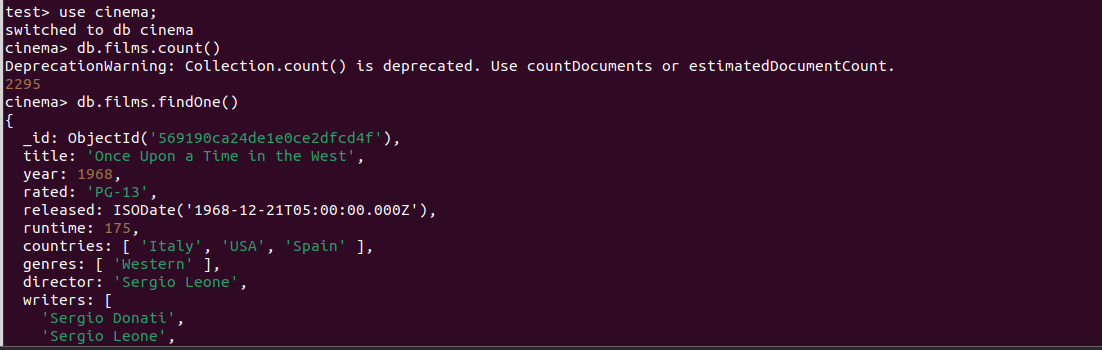 test> use cinema;
switched to db cinema
cinema> db.films.count()
DeprecationWarning: Collection.count() is deprecated. Use countDocuments or estimatedDocumentCount.
2295
cinema> db.films.findOne()
{
  _id: ObjectId('569190ca24de1e0ce2dfcd4f'),
  title: 'Once Upon a Time in the West',
  year: 1968,
  rated: 'PG-13',
  released: ISODate('1968-12-21T05:00:00.000Z'),
  runtime: 175,
  countries: [ 'Italy', 'USA', 'Spain' ],
  genres: [ 'Western' ],
  director: 'Sergio Leone',
  writers: [
    'Sergio Donati',
    'Sergio Leone',